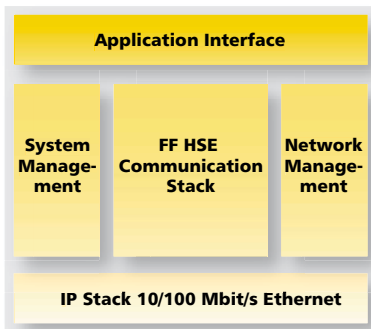 Application Interface
System
Manage-
ment
FF HSE
Communication
Stack
Network
Manage-
ment
IP Stack 10/100 Mbit/s Ethernet